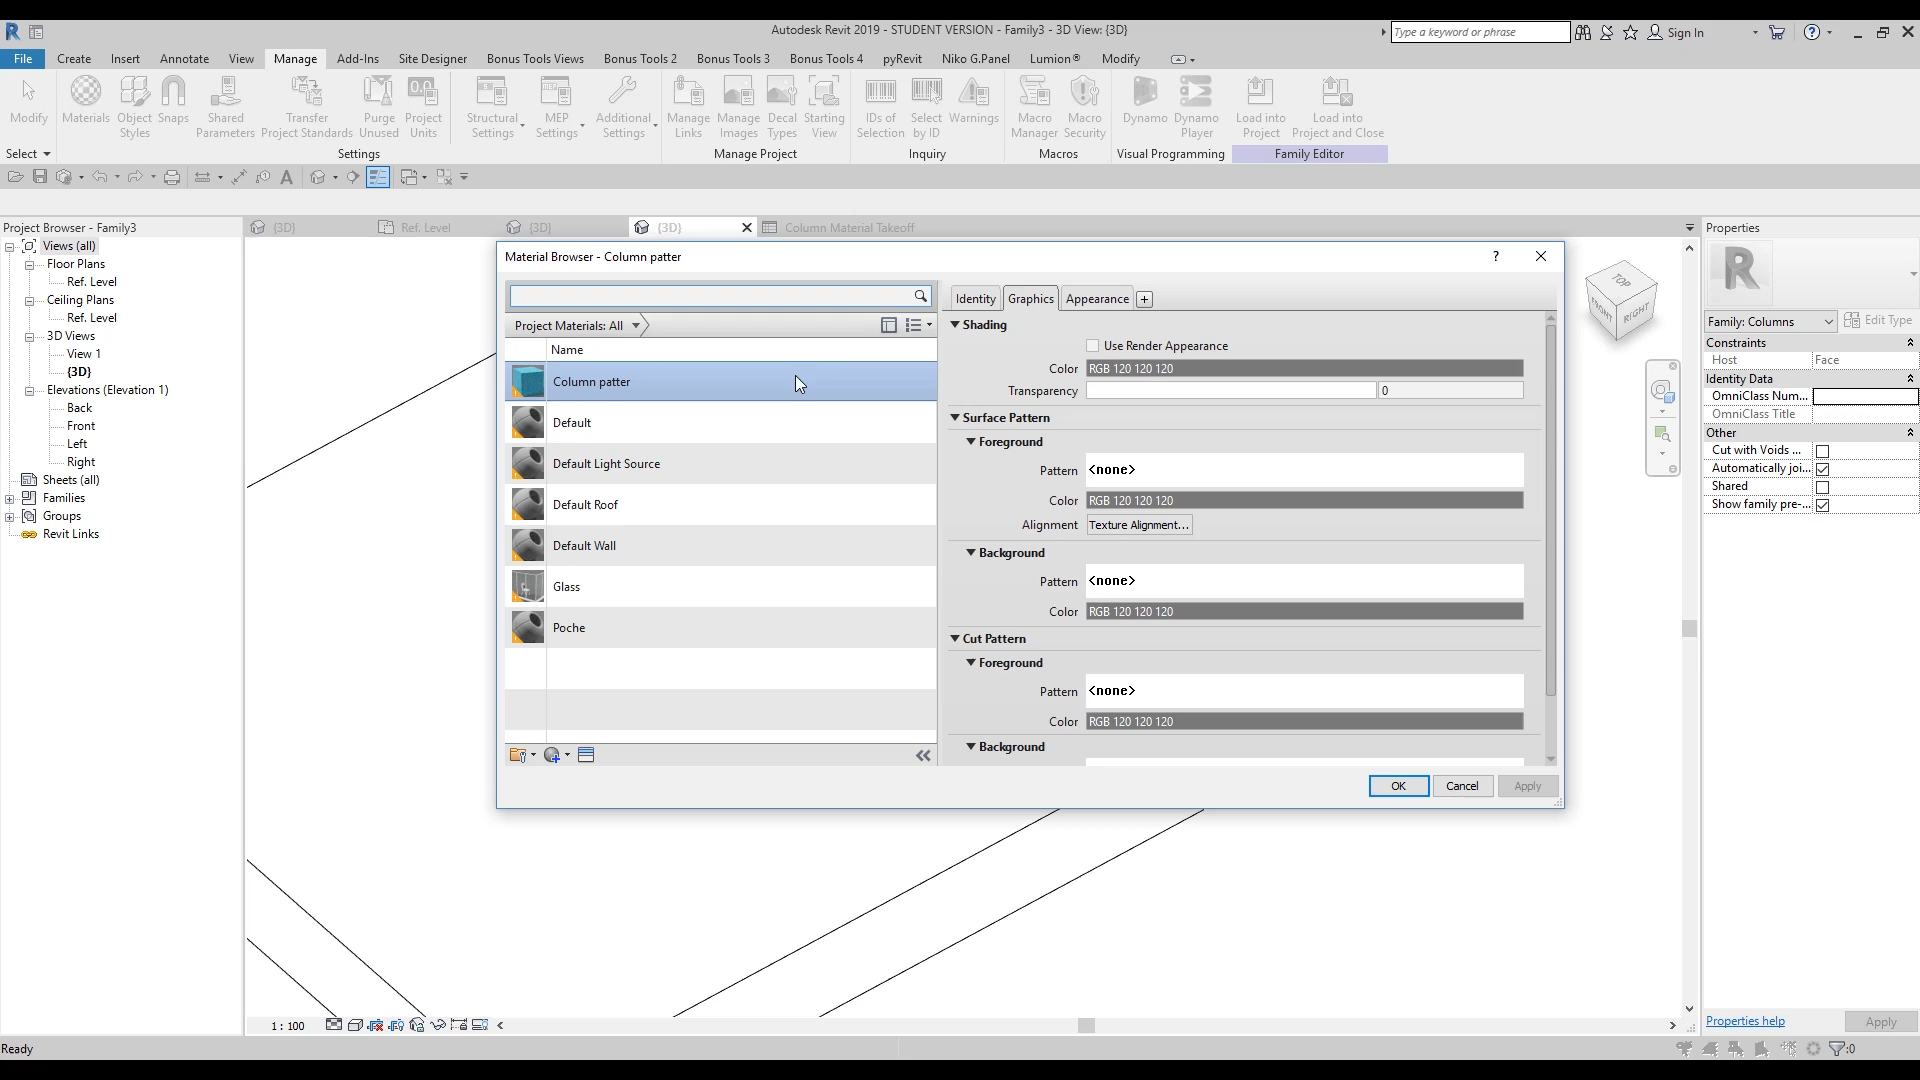 Autodesk Revit 2019 - STUDENT VERSION - Family3 - 3D View: {3D}
Type a keyword or phrase
Sign In
File Create Insert Annotate View Manage Add-Ins Site Designer Bonus Tools Views Bonus Tools 2 Bonus Tools 3 Bonus Tools 4 pyRevit Niko G.Panel Lumion® Modify
Modify
Materials
Object Styles
Snaps
Shared Parameters
Transfer Project Standards
Purge Unused
Project Units
Structural Settings
MEP Settings
Additional Settings
Manage Links
Manage Images
Decal Types
Starting View
IDs of Selection
Select by ID
Warnings
Macro Manager
Macro Security
Dynamo
Dynamo Player
Load into Project
Load into Project and Close
Select
Settings
Manage Project
Inquiry
Macros
Visual Programming
Family Editor
Project Browser - Family3
Views (all)
Floor Plans
Ref. Level
Ceiling Plans
Ref. Level
3D Views
View 1
{3D}
Elevations (Elevation 1)
Back
Front
Left
Right
Sheets (all)
Families
Groups
Revit Links
{3D}
Ref. Level
{3D}
{3D}
Column Material Takeoff
Material Browser - Column patter
?
Project Materials: All
Name
Column patter
Default
Default Light Source
Default Roof
Default Wall
Glass
Poche
Identity Graphics Appearance +
Shading
Use Render Appearance
Color RGB 120 120 120
Transparency 0
Surface Pattern
Foreground
Pattern <none>
Color RGB 120 120 120
Alignment Texture Alignment...
Background
Pattern <none>
Color RGB 120 120 120
Cut Pattern
Foreground
Pattern <none>
Color RGB 120 120 120
Background
OK Cancel Apply
TOP
FRONT
RIGHT
Properties
R
Family: Columns Edit Type
Constraints
Host Face
Identity Data
OmniClass Num...
OmniClass Title
Other
Cut with Voids ...
Automatically joi...
Shared
Show family pre-...
Properties help Apply
1 : 100
Ready
:0